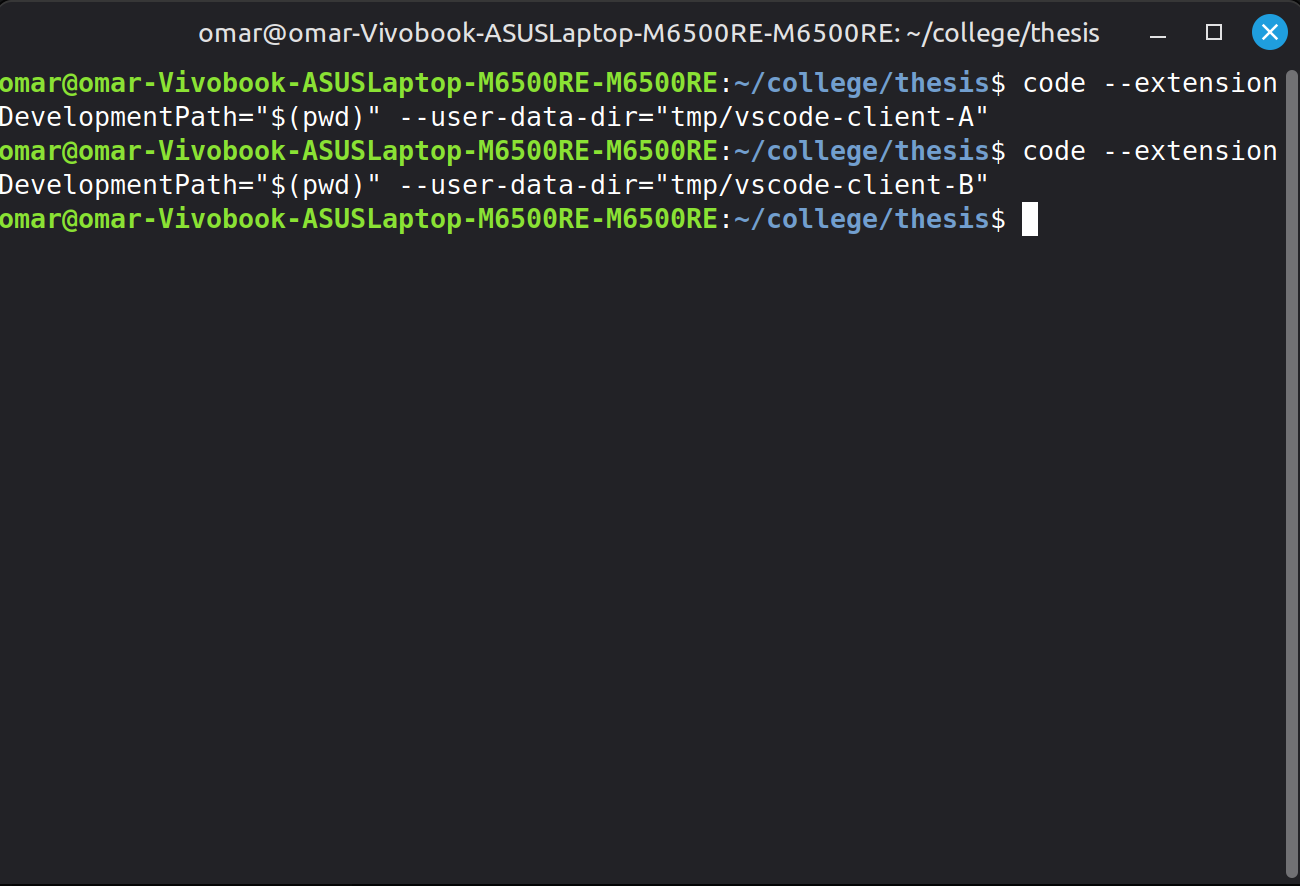 omar@omar-Vivobook-ASUSLaptop-M6500RE-M6500RE: ~/college/thesis
omar@omar-Vivobook-ASUSLaptop-M6500RE-M6500RE:~/college/thesis$ code --extension
DevelopmentPath="$(pwd)" --user-data-dir="tmp/vscode-client-A"
omar@omar-Vivobook-ASUSLaptop-M6500RE-M6500RE:~/college/thesis$ code --extension
DevelopmentPath="$(pwd)" --user-data-dir="tmp/vscode-client-B"
omar@omar-Vivobook-ASUSLaptop-M6500RE-M6500RE:~/college/thesis$